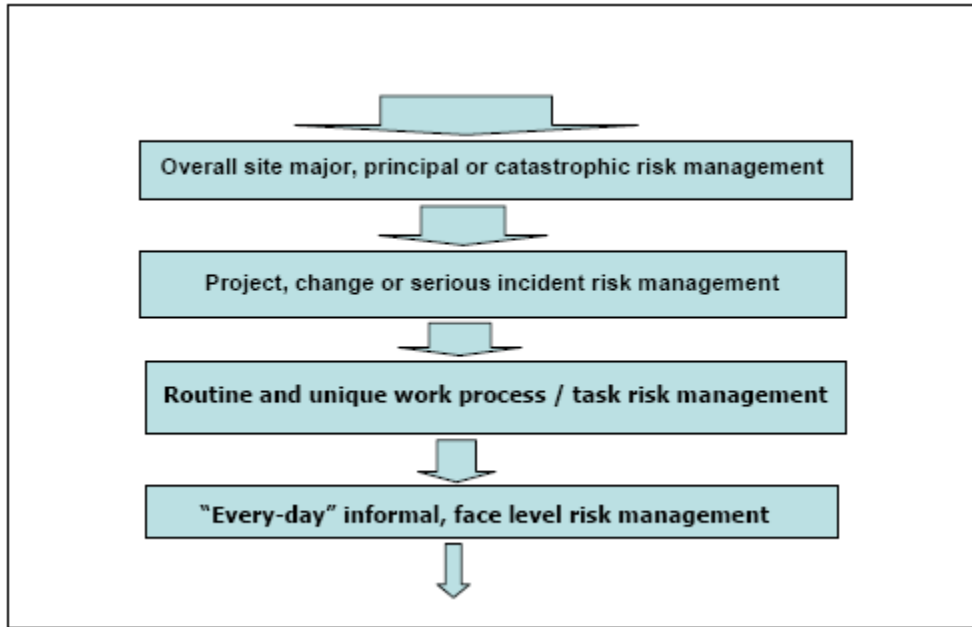 Overall site major, principal or catastrophic risk management
Project, change or serious incident risk management
Routine and unique work process / task risk management
“Every-day” informal, face level risk management